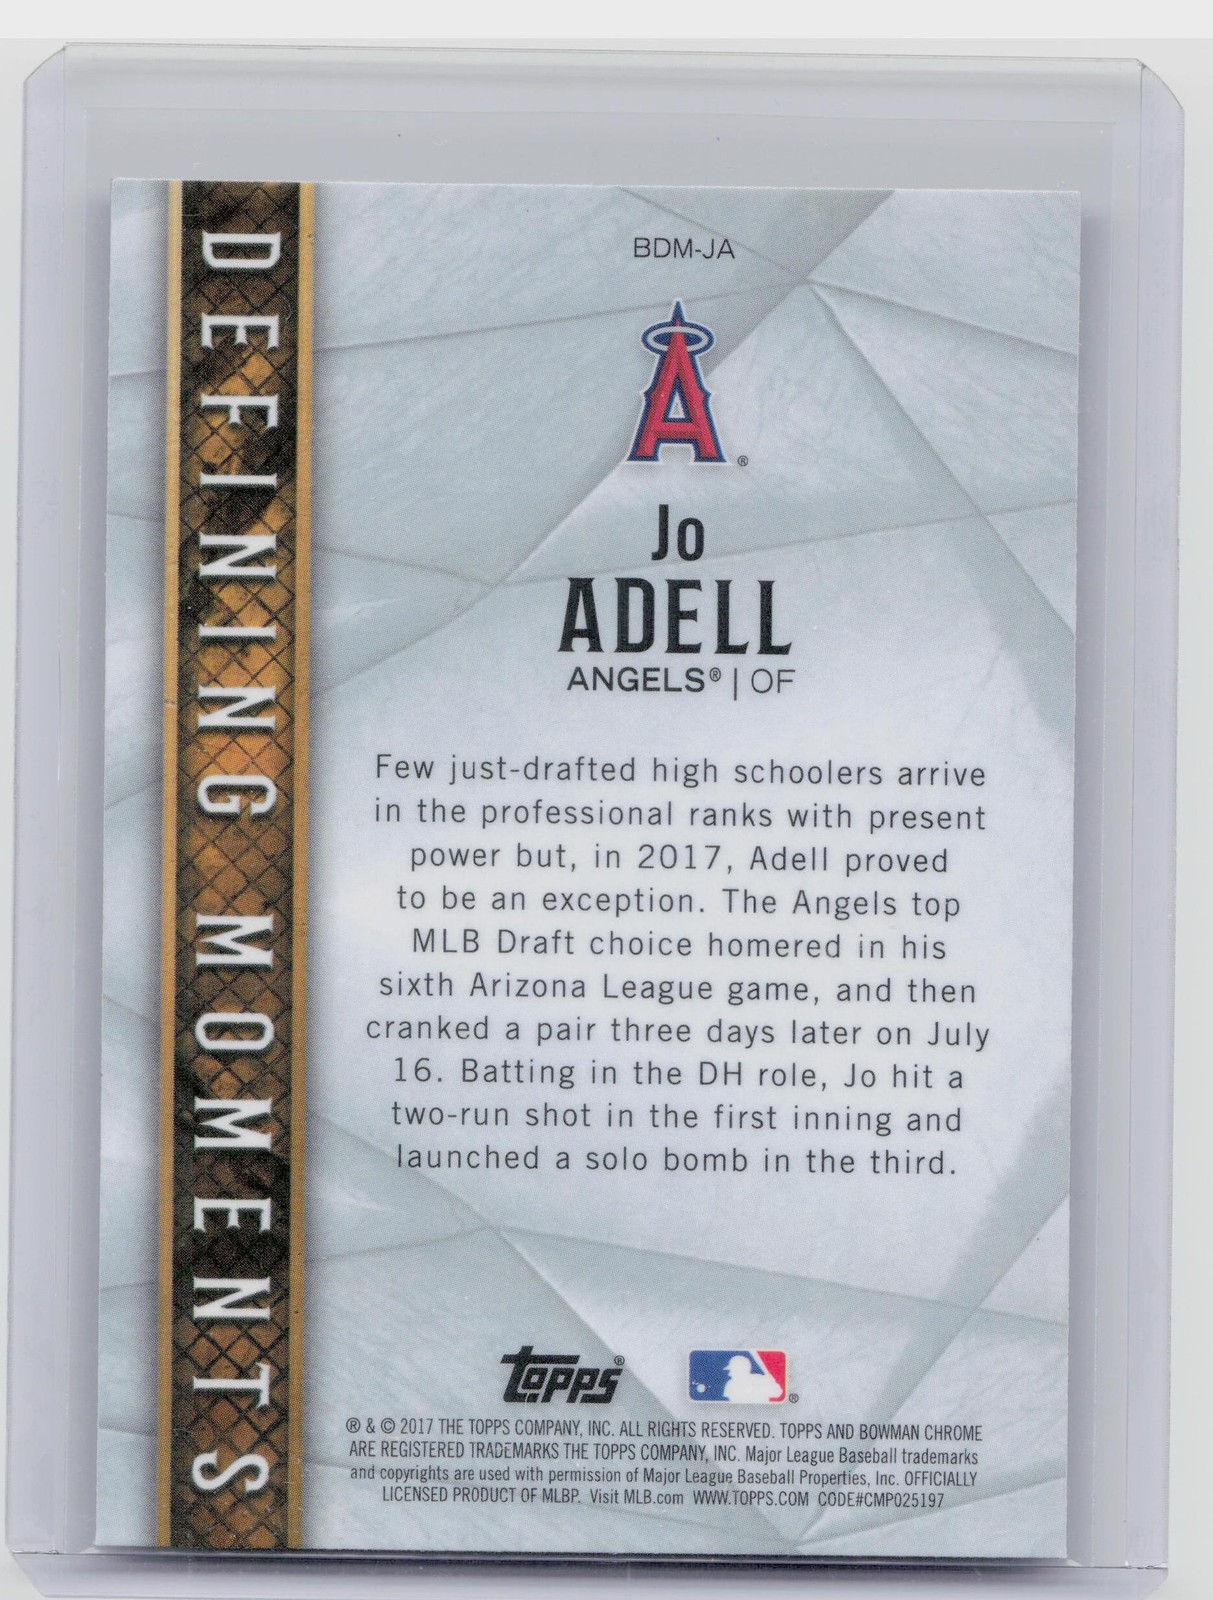 DEFINING MOMENTS
BDM-JA
A®
Jo
ADELL
ANGELS® | OF
Few just-drafted high schoolers arrive
in the professional ranks with present
power but, in 2017, Adell proved
to be an exception. The Angels top
MLB Draft choice homered in his
sixth Arizona League game, and then
cranked a pair three days later on July
16. Batting in the DH role, Jo hit a
two-run shot in the first inning and
launched a solo bomb in the third.
Topps®
®
® & © 2017 THE TOPPS COMPANY, INC. ALL RIGHTS RESERVED. TOPPS AND BOWMAN CHROME
ARE REGISTERED TRADEMARKS THE TOPPS COMPANY, INC. Major League Baseball trademarks
and copyrights are used with permission of Major League Baseball Properties, Inc. OFFICIALLY
LICENSED PRODUCT OF MLBP. Visit MLB.com WWW.TOPPS.COM CODE#CMP025197